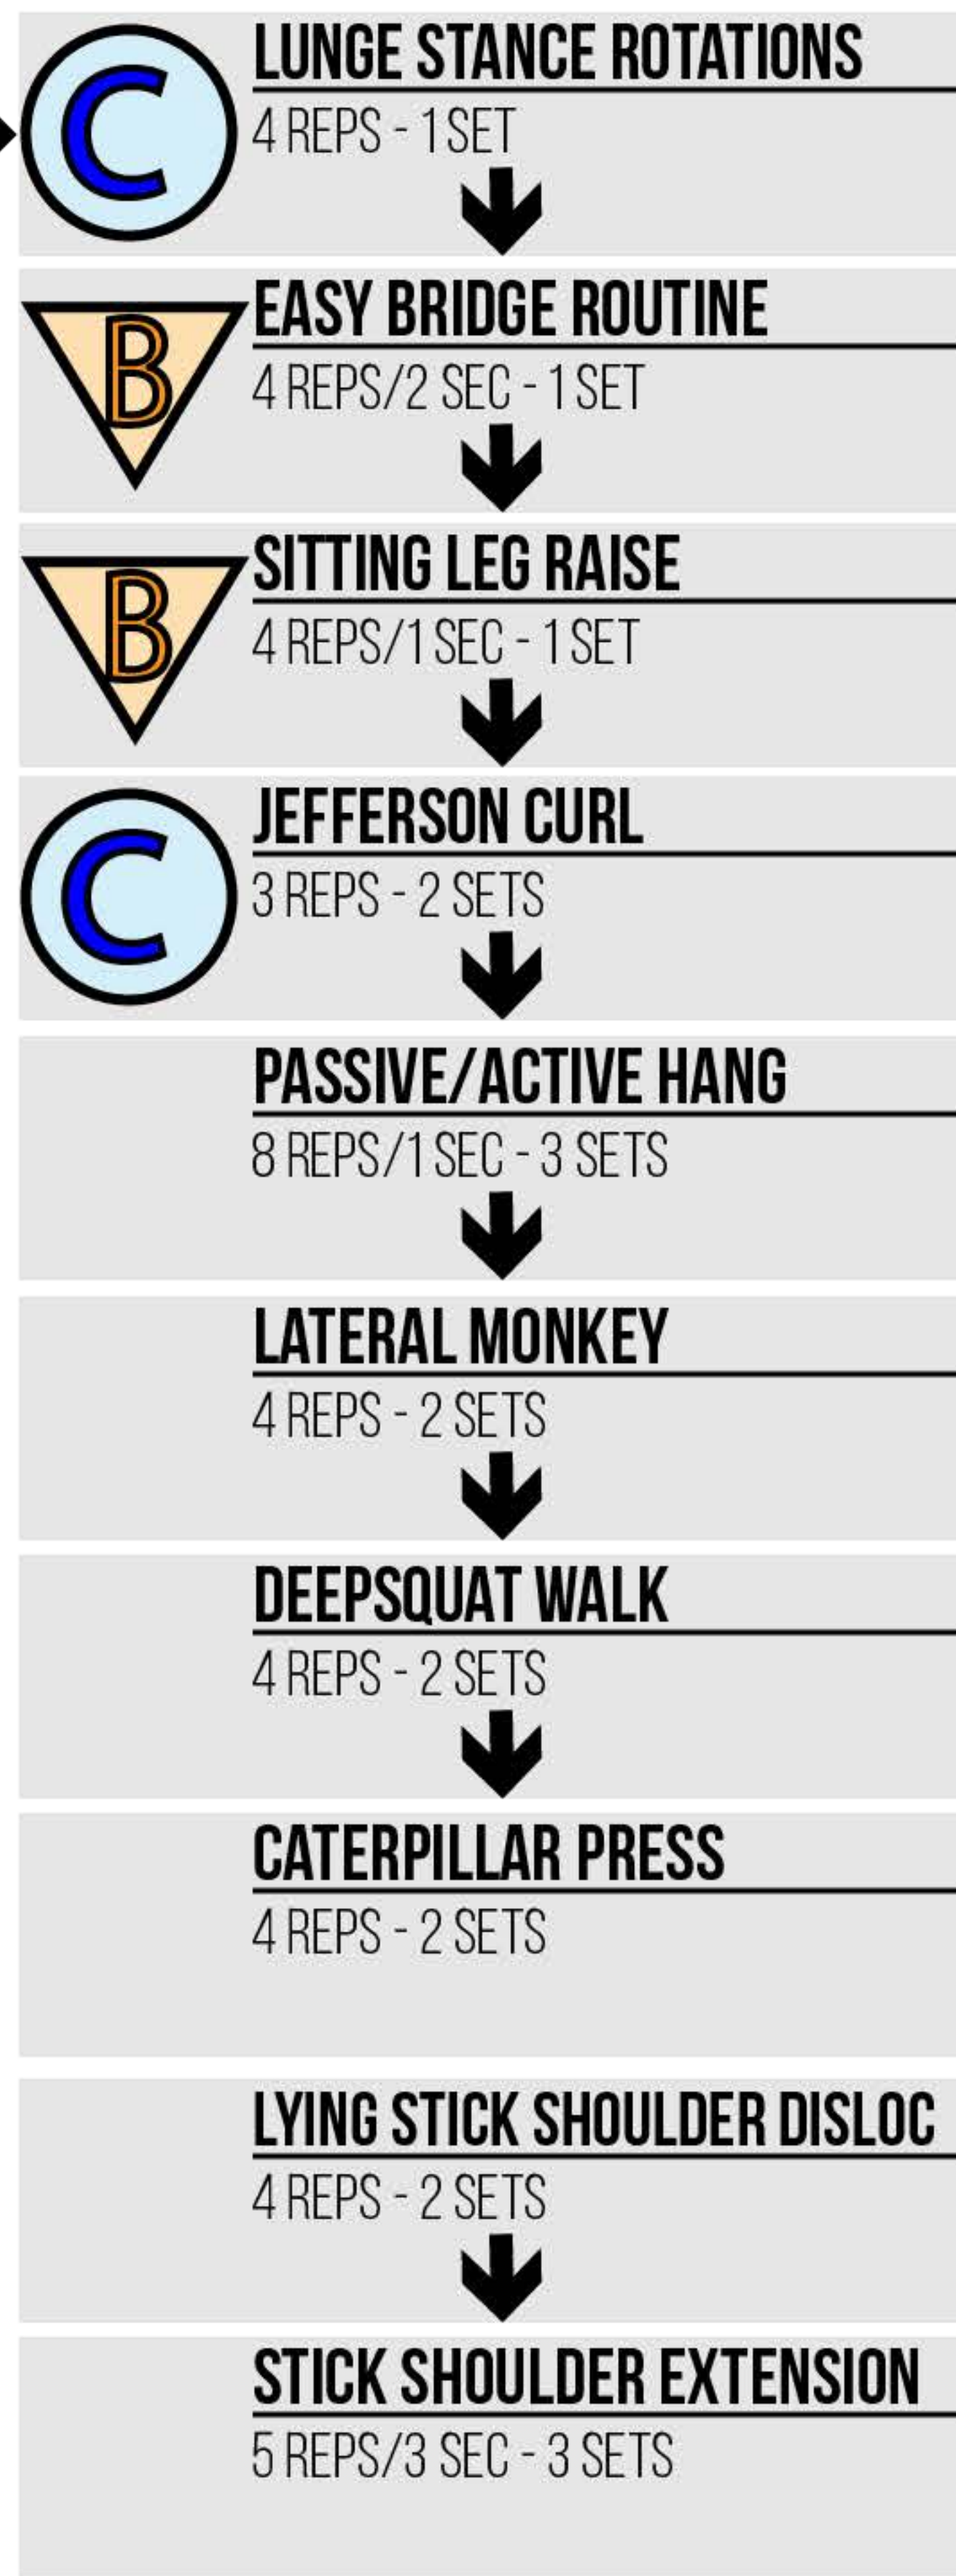 C
LUNGE STANCE ROTATIONS
4 REPS - 1 SET
B
EASY BRIDGE ROUTINE
4 REPS/2 SEC - 1 SET
B
SITTING LEG RAISE
4 REPS/1 SEC - 1 SET
C
JEFFERSON CURL
3 REPS - 2 SETS
PASSIVE/ACTIVE HANG
8 REPS/1 SEC - 3 SETS
LATERAL MONKEY
4 REPS - 2 SETS
DEEPSQUAT WALK
4 REPS - 2 SETS
CATERPILLAR PRESS
4 REPS - 2 SETS
LYING STICK SHOULDER DISLOC
4 REPS - 2 SETS
STICK SHOULDER EXTENSION
5 REPS/3 SEC - 3 SETS